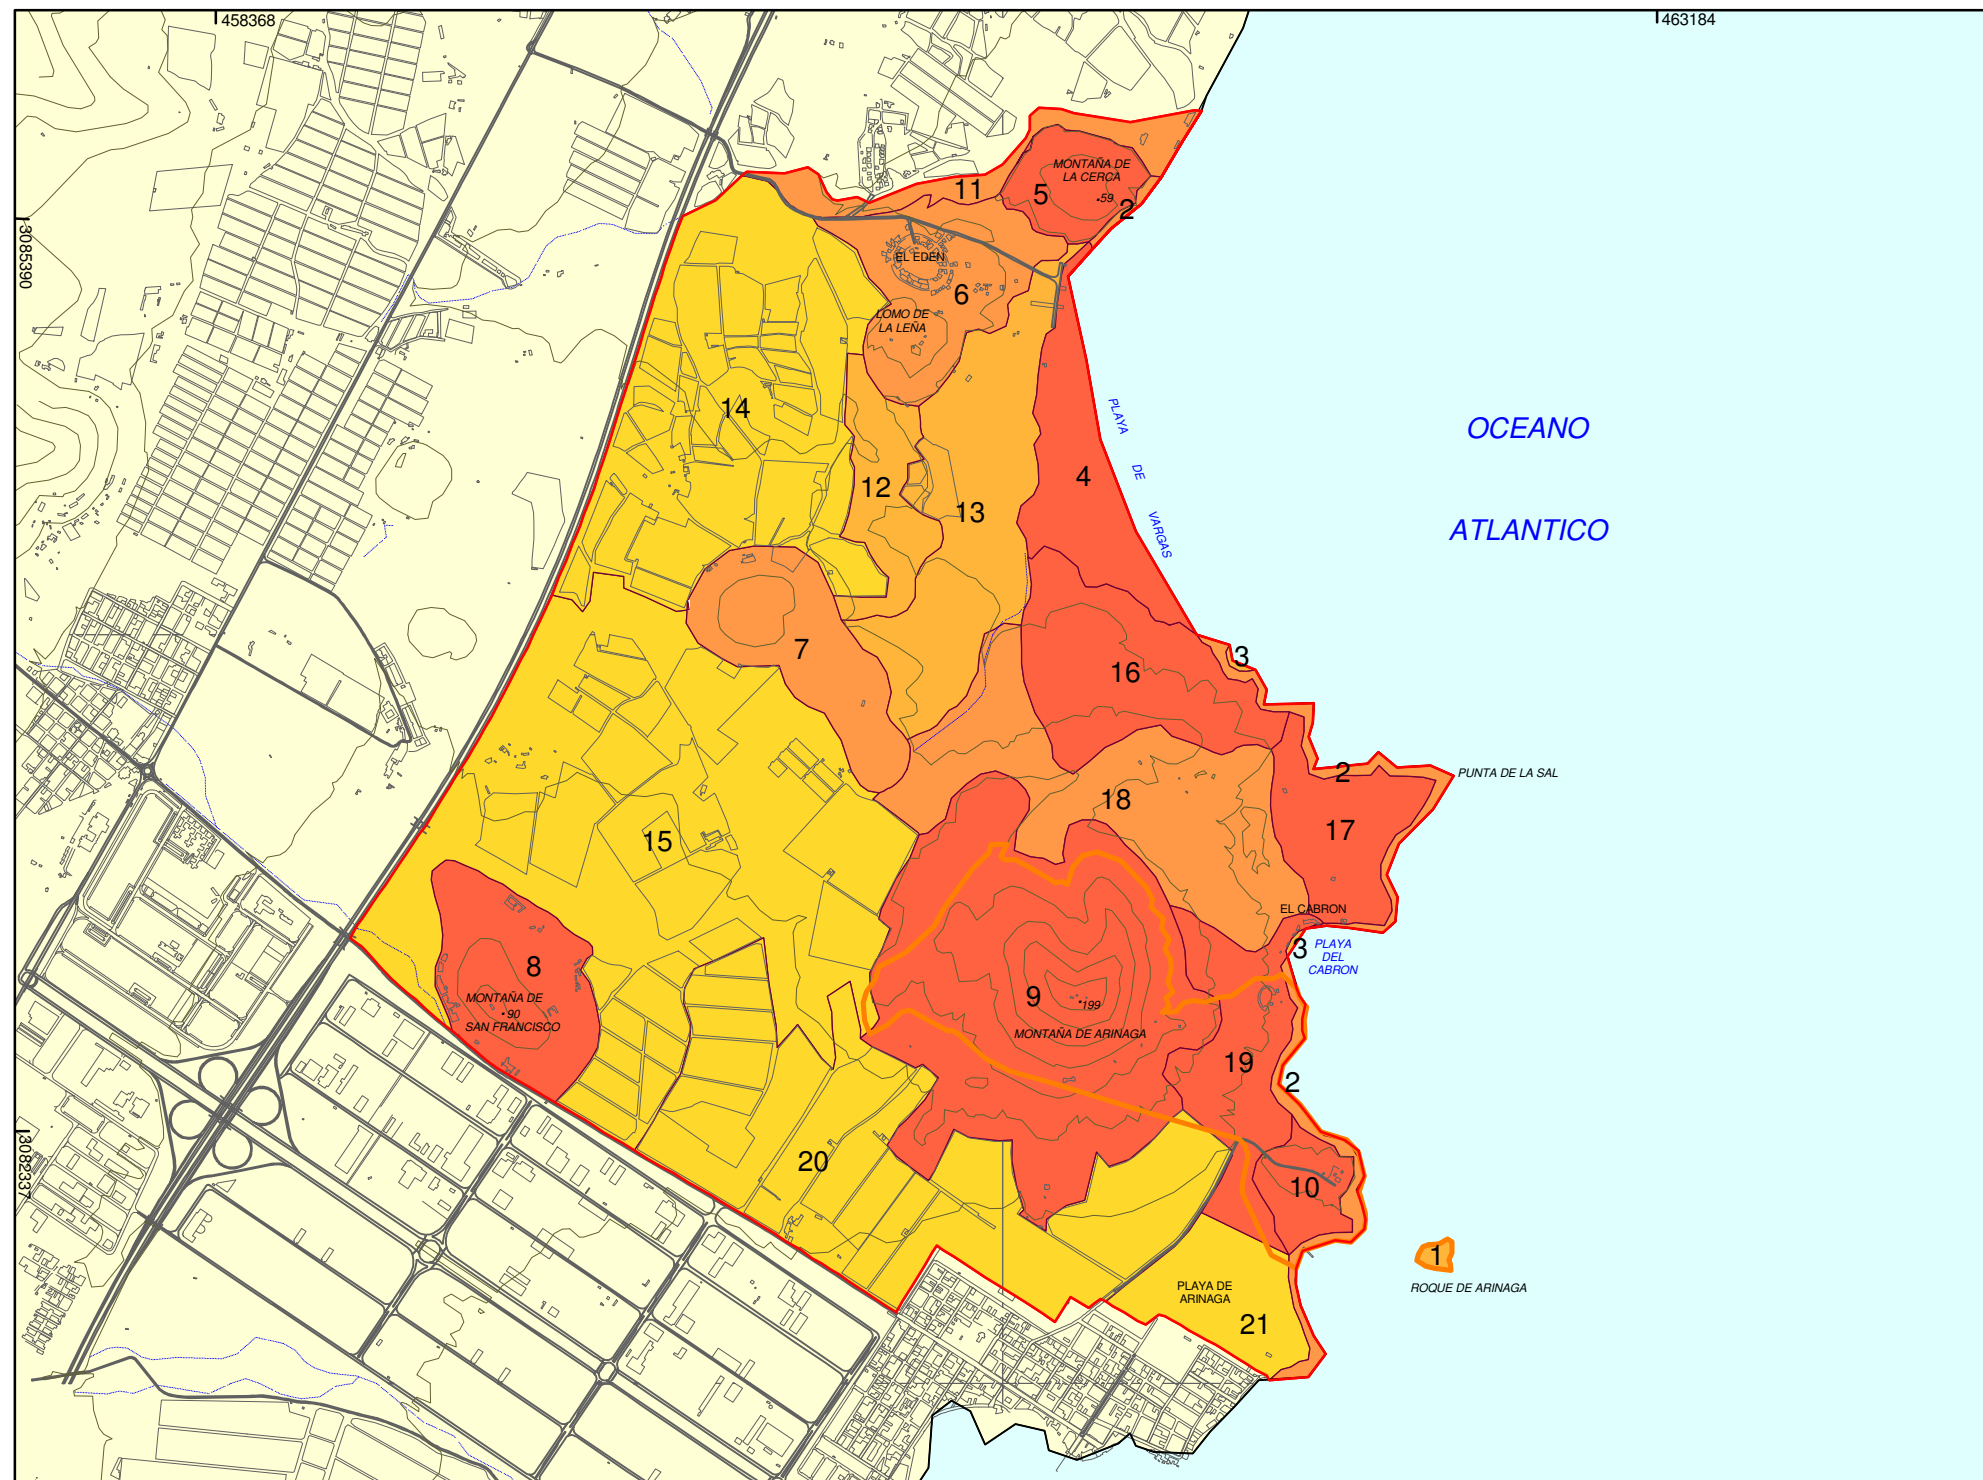 458368
463184
3085390
3082337
MONTAÑA DE
LA CERCA
59
5
11
2
EL EDEN
6
LOMO DE
LA LEÑA
14
12
13
4
PLAYA
DE
VARGAS
OCEANO
ATLANTICO
7
3
16
2
PUNTA DE LA SAL
18
17
15
EL CABRON
3
PLAYA
DEL
CABRON
8
MONTAÑA DE
90
SAN FRANCISCO
9
199
MONTAÑA DE ARINAGA
19
2
20
10
1
ROQUE DE ARINAGA
PLAYA DE
ARINAGA
21